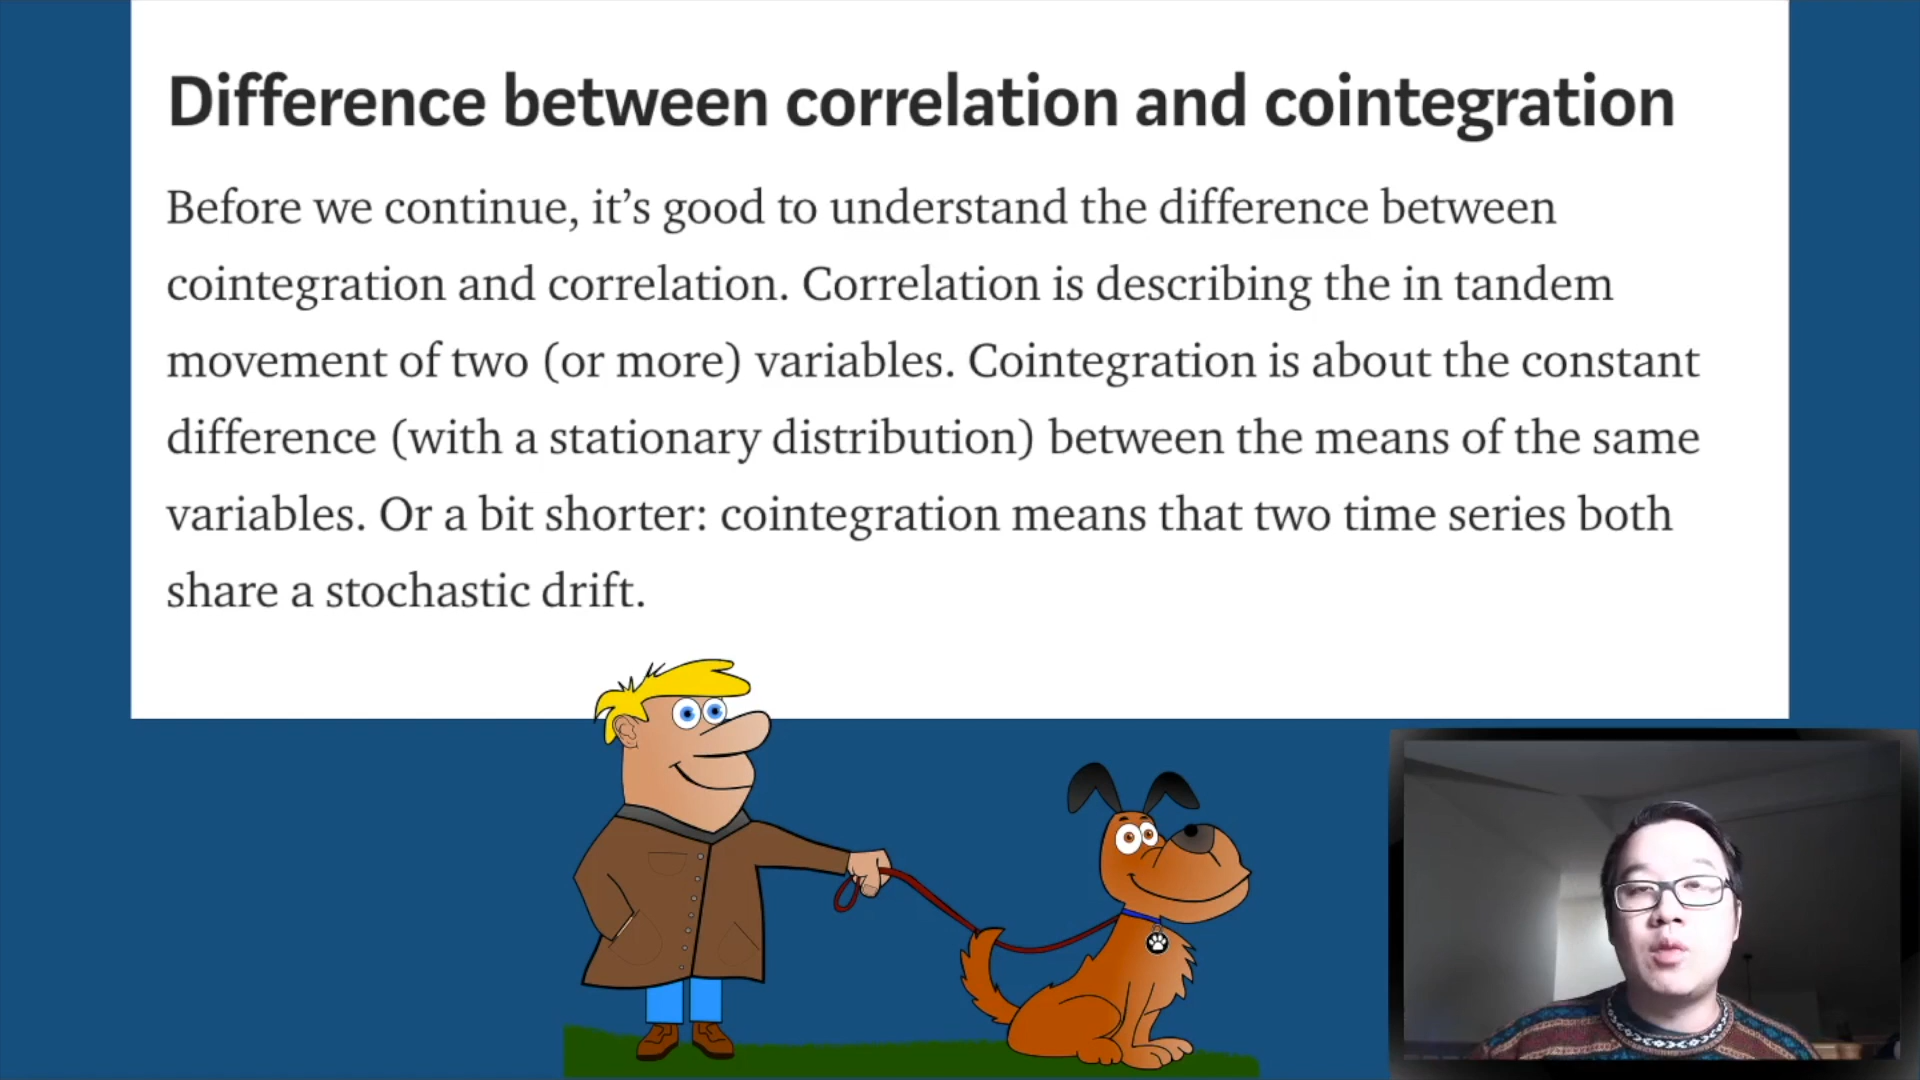 Difference between correlation and cointegration
Before we continue, it’s good to understand the difference between
cointegration and correlation. Correlation is describing the in tandem
movement of two (or more) variables. Cointegration is about the constant
difference (with a stationary distribution) between the means of the same
variables. Or a bit shorter: cointegration means that two time series both
share a stochastic drift.